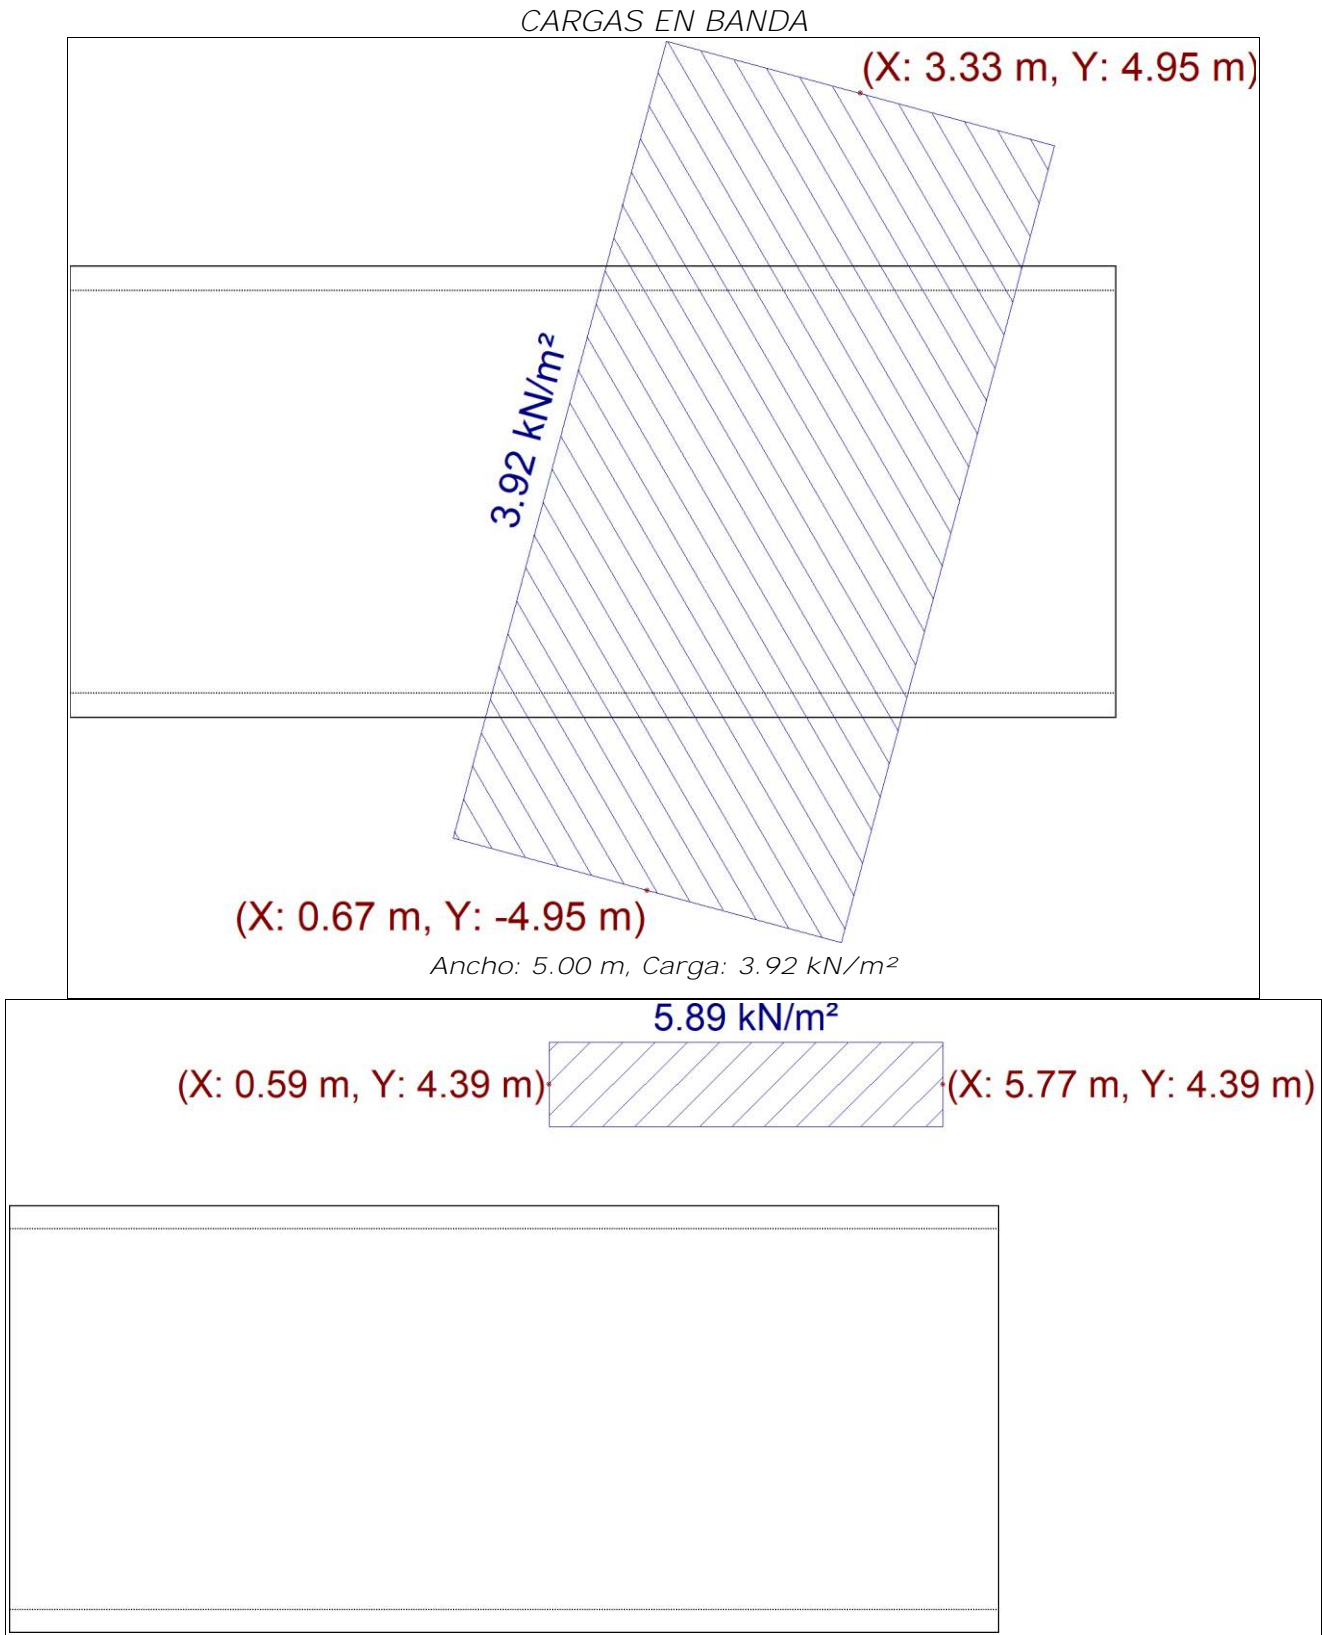 CARGAS EN BANDA
(X: 3.33 m, Y: 4.95 m)
3.92 kN/m²
(X: 0.67 m, Y: -4.95 m)
Ancho: 5.00 m, Carga: 3.92 kN/m²
5.89 kN/m²
(X: 0.59 m, Y: 4.39 m)
(X: 5.77 m, Y: 4.39 m)